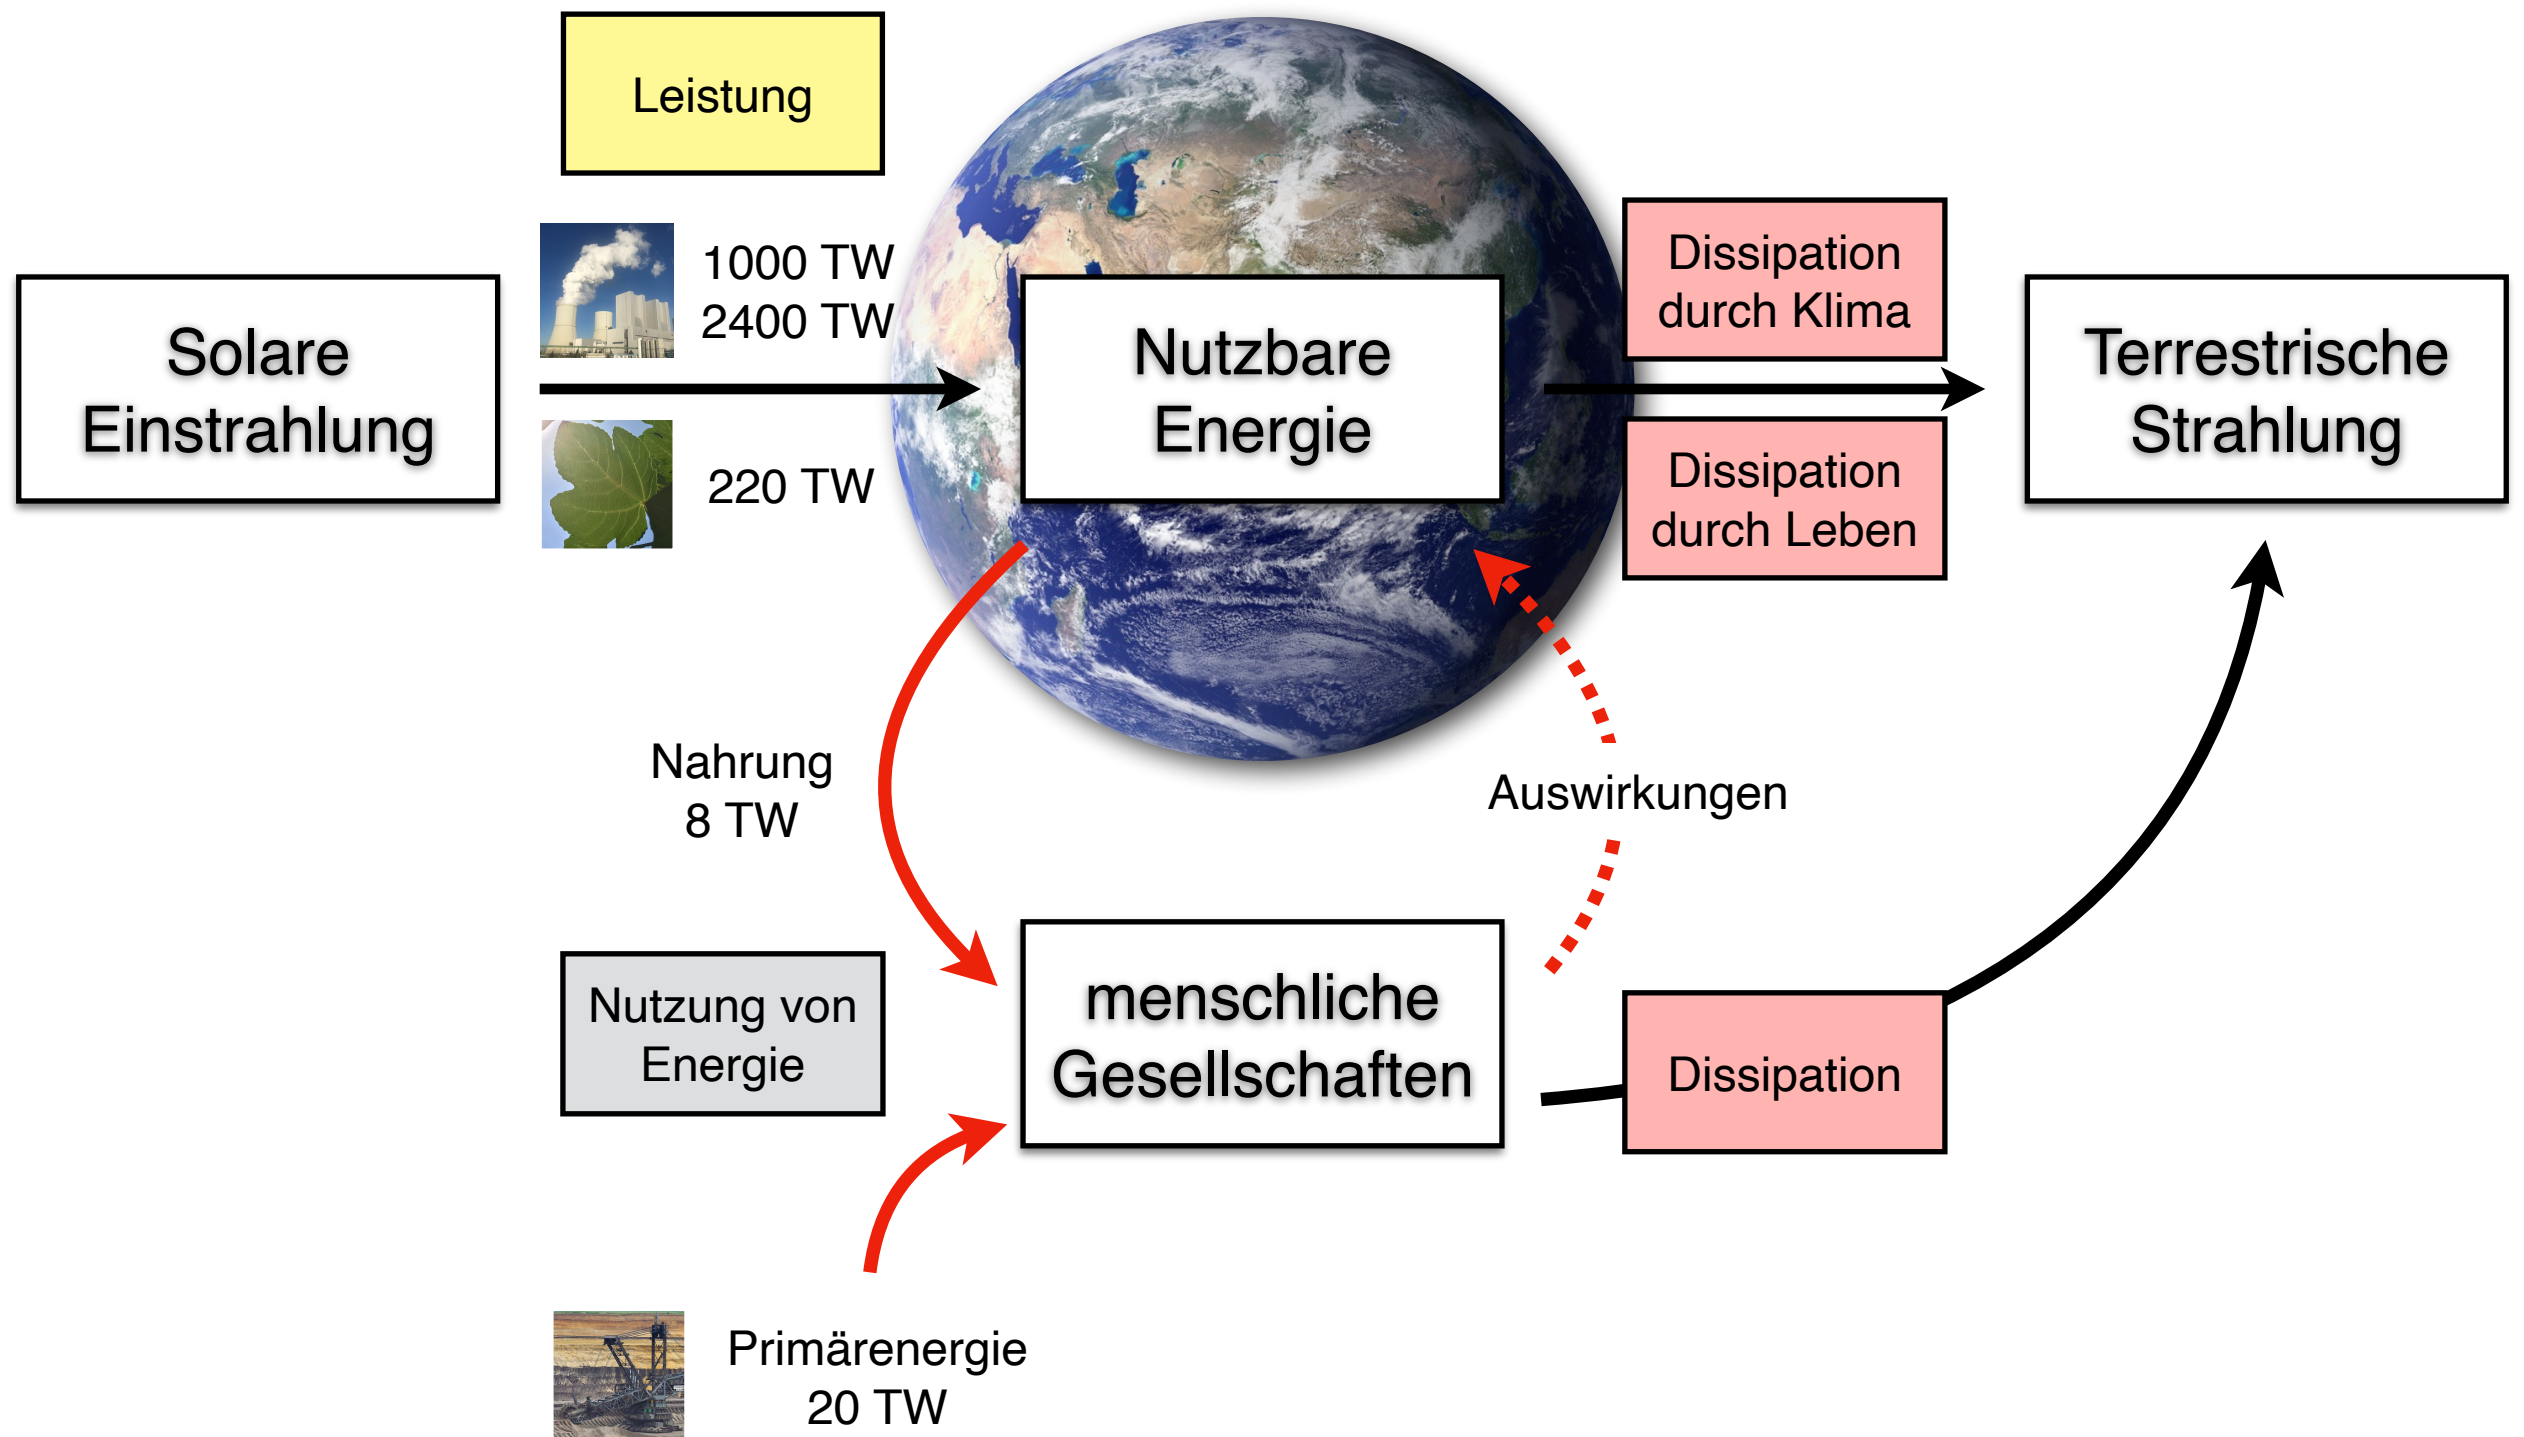 Leistung
1000 TW
2400 TW
Solare
Einstrahlung
220 TW
Nutzbare
Energie
Dissipation
durch Klima
Dissipation
durch Leben
Terrestrische
Strahlung
Nahrung
8 TW
Auswirkungen
Nutzung von
Energie
menschliche
Gesellschaften
Dissipation
Primärenergie
20 TW